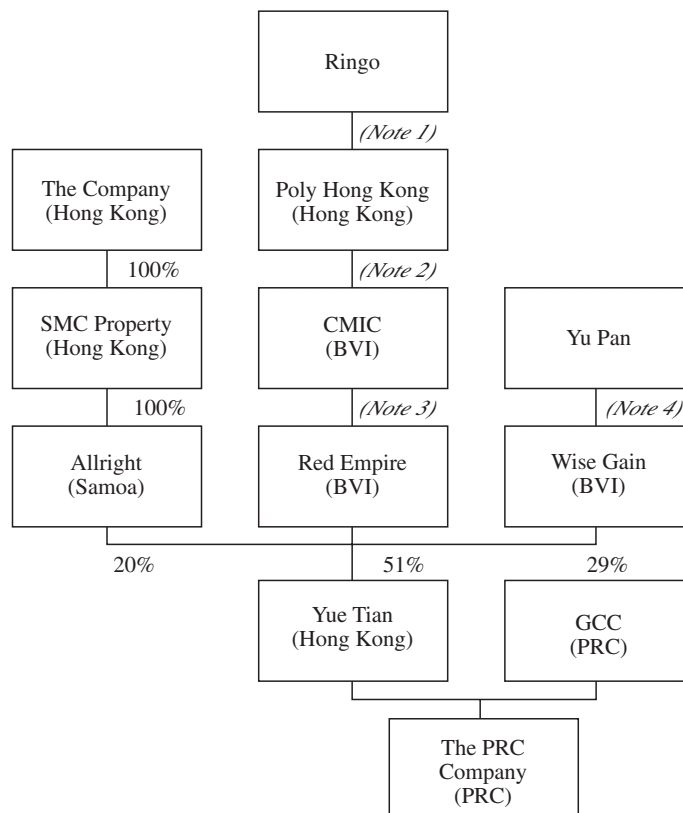 Ringo
(Note 1)
The Company
(Hong Kong)
Poly Hong Kong
(Hong Kong)
100%
(Note 2)
SMC Property
(Hong Kong)
CMIC
(BVI)
Yu Pan
100%
(Note 3)
(Note 4)
Allright
(Samoa)
Red Empire
(BVI)
Wise Gain
(BVI)
20%
51%
29%
Yue Tian
(Hong Kong)
GCC
(PRC)
The PRC
Company
(PRC)